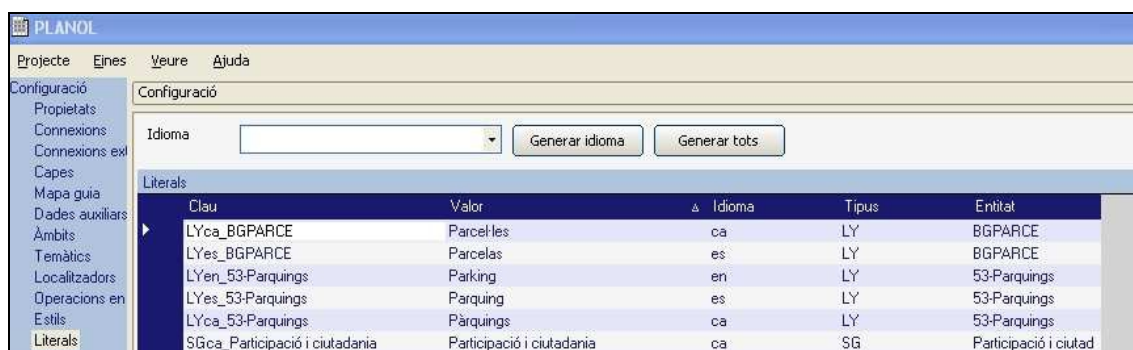 PLANOL
Projecte Eines Veure Ajuda
Configuració
Propietats
Connexions
Connexions ext
Capes
Mapa guia
Dades auxiliars
Àmbits
Temàtics
Localitzadors
Operacions en
Estils
Literals
Configuració
Idioma Generar idioma Generar tots
Literals
Clau Valor Idioma Tipus Entitat
LYca_BGPARCE Parcel·les ca LY BGPARCE
LYes_BGPARCE Parcelas es LY BGPARCE
LYen_53-Parquings Parking en LY 53-Parquings
LYes_53-Parquings Parquing es LY 53-Parquings
LYca_53-Parquings Pàrquings ca LY 53-Parquings
SGca_Participació i ciutadania Participació i ciutadania ca SG Participació i ciutad